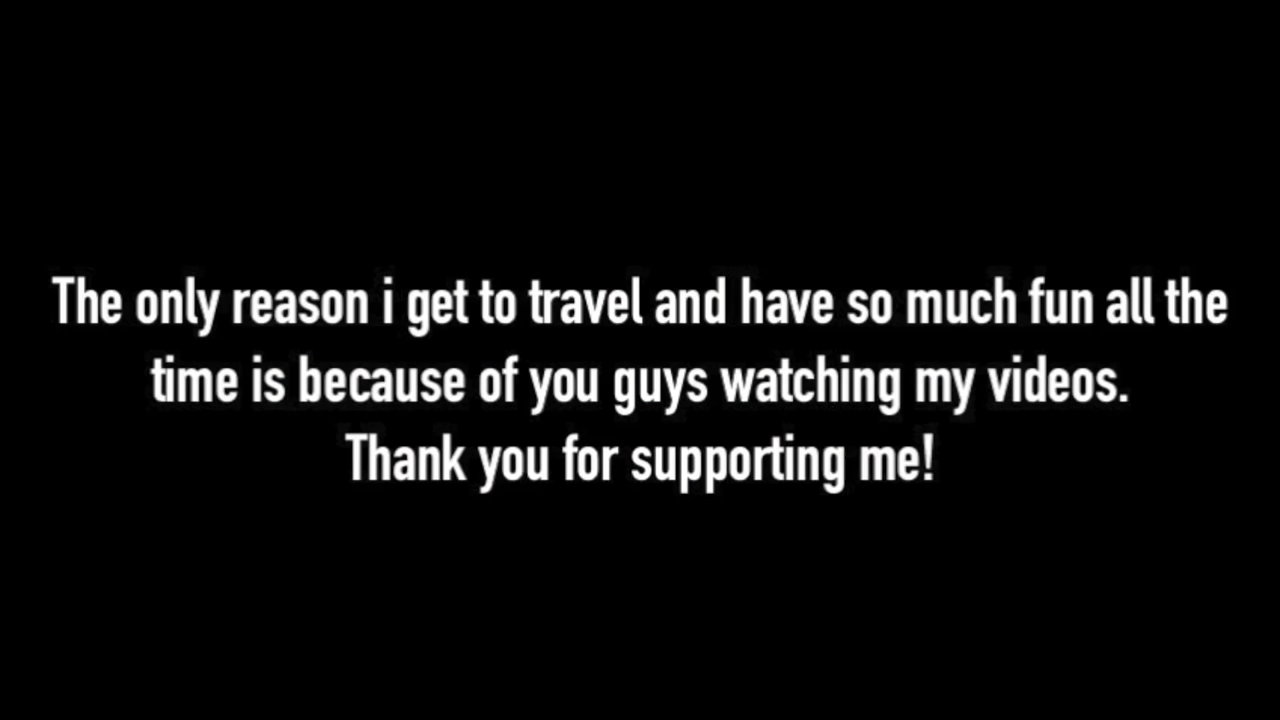 The only reason i get to travel and have so much fun all the
time is because of you guys watching my videos.
Thank you for supporting me!